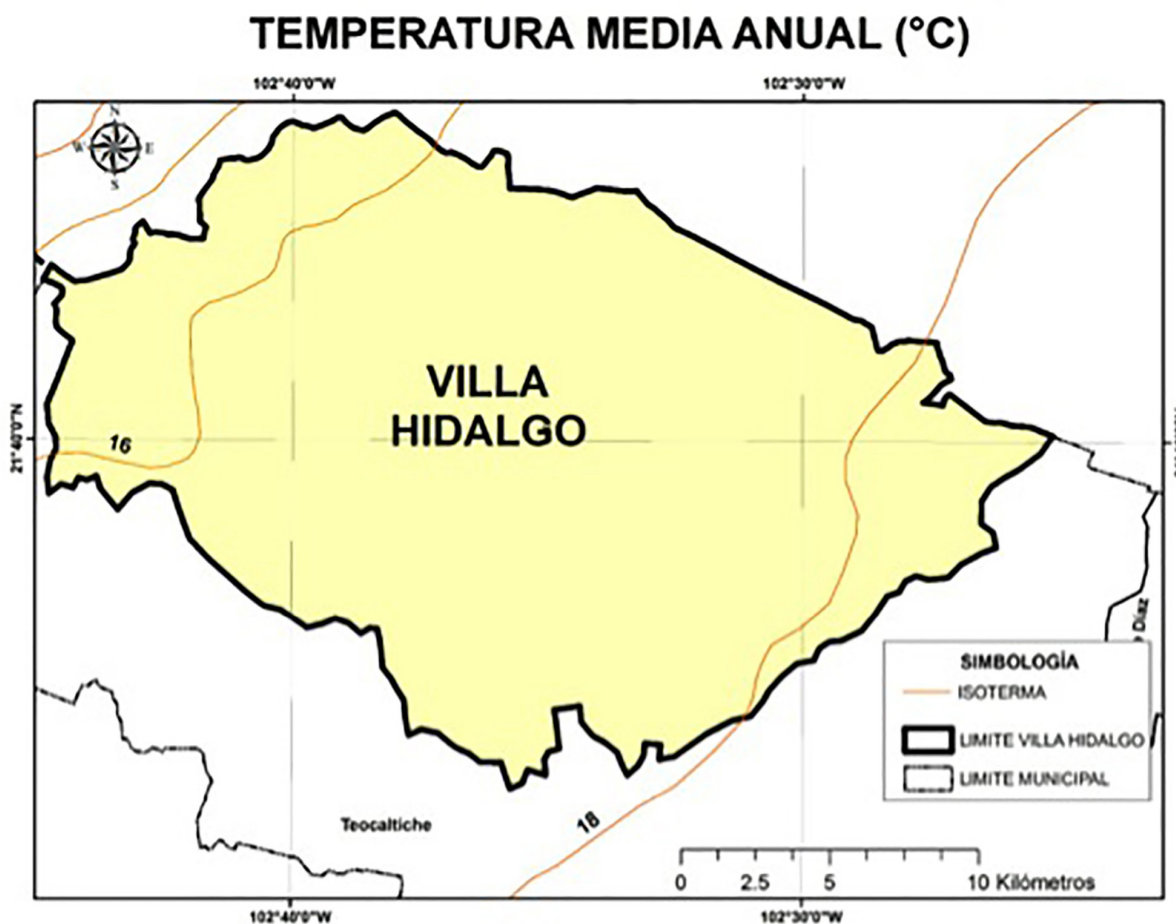 TEMPERATURA MEDIA ANUAL (°C)
102°40'0"W
102°30'0"W
N
W E
S
21°40'0"N
16
VILLA
HIDALGO
Díaz
SIMBOLOGÍA
ISOTERMA
LIMITE VILLA HIDALGO
LIMITE MUNICIPAL
Teocaltiche
18
0 2.5 5 10 Kilómetros
102°40'0"W
102°30'0"W